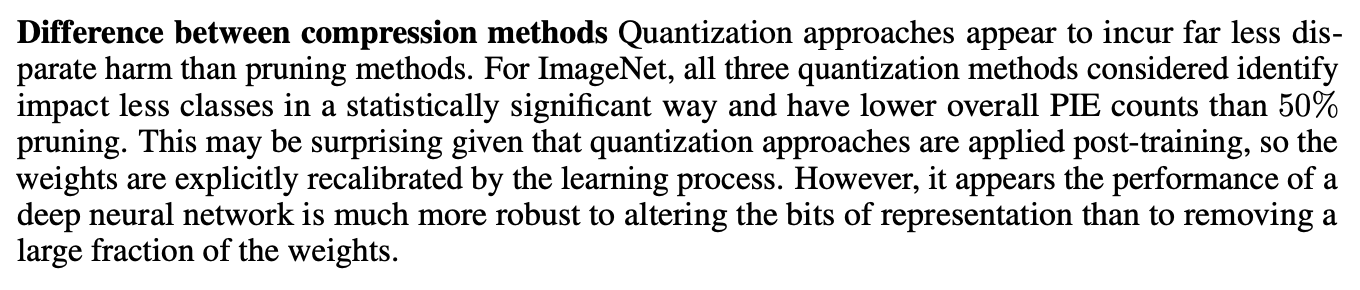 Difference between compression methods Quantization approaches appear to incur far less dis-
parate harm than pruning methods. For ImageNet, all three quantization methods considered identify
impact less classes in a statistically significant way and have lower overall PIE counts than 50%
pruning. This may be surprising given that quantization approaches are applied post-training, so the
weights are explicitly recalibrated by the learning process. However, it appears the performance of a
deep neural network is much more robust to altering the bits of representation than to removing a
large fraction of the weights.